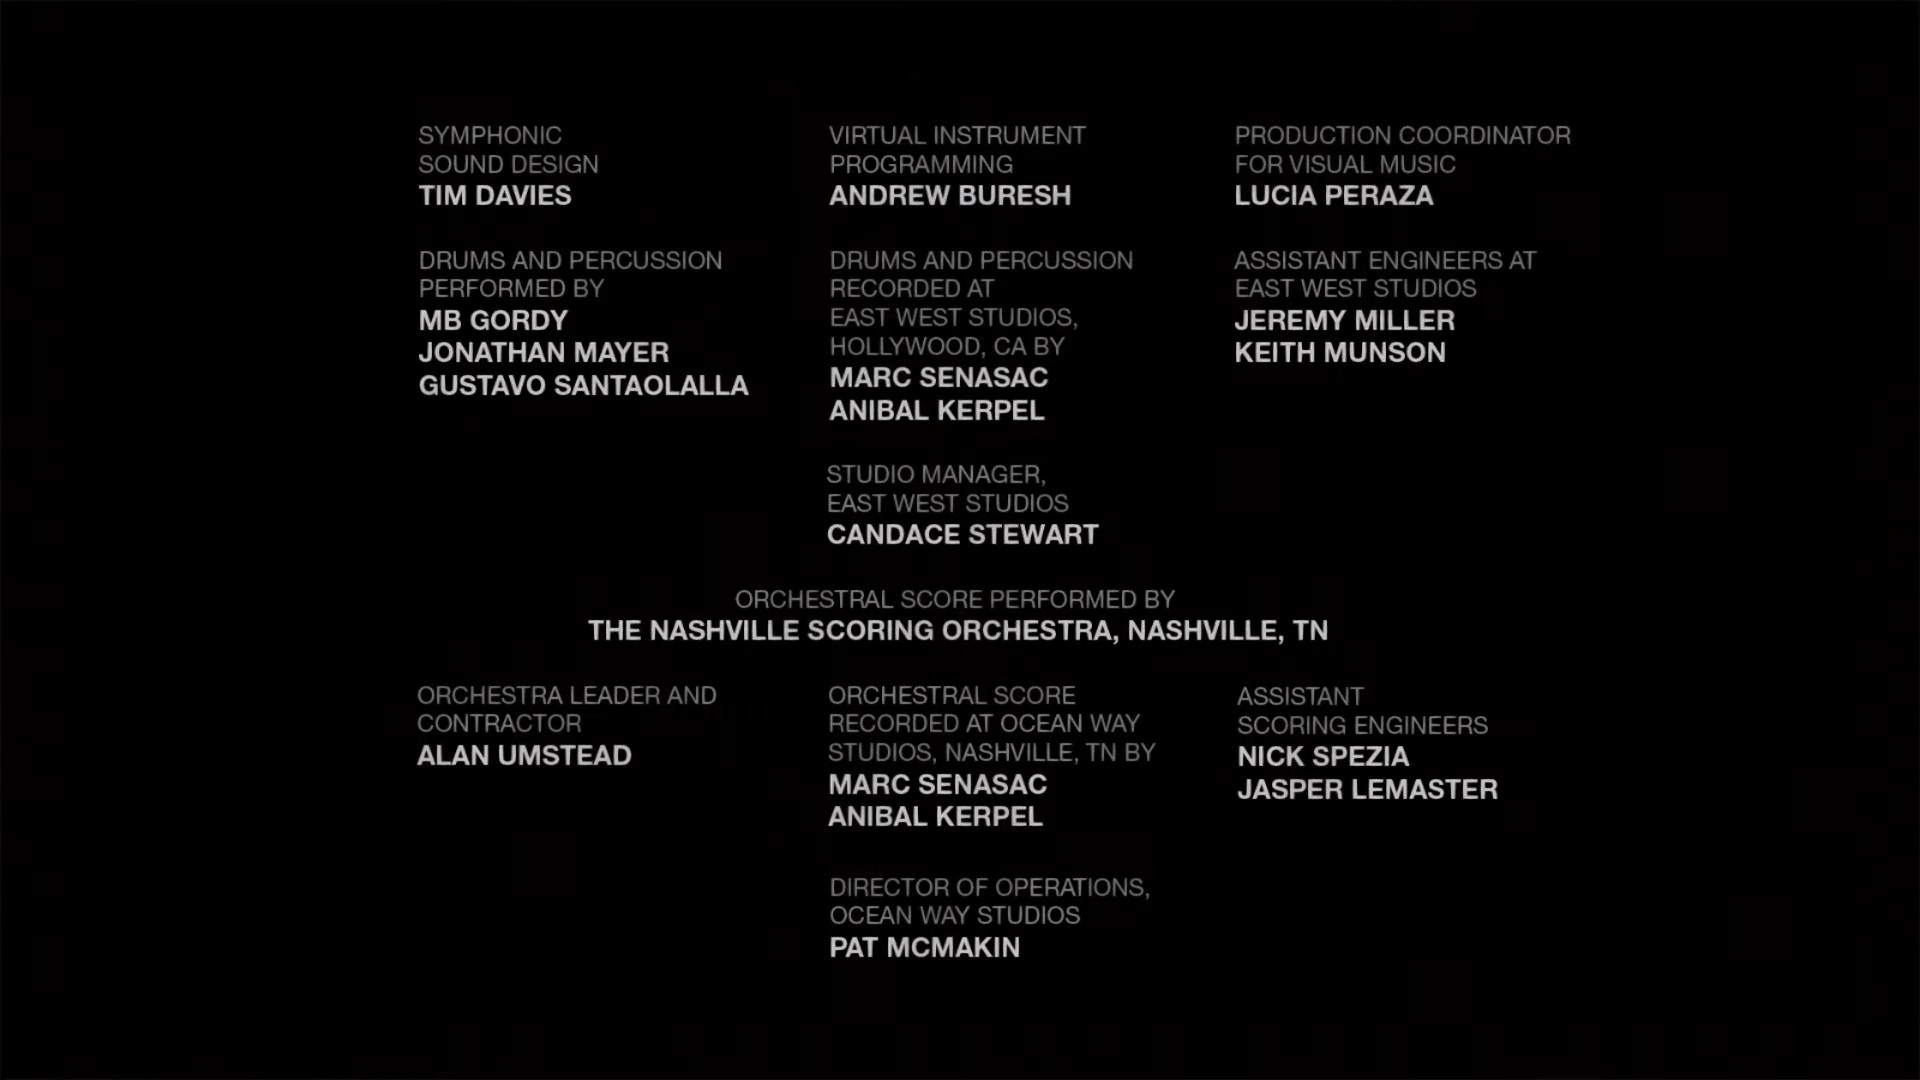 SYMPHONIC
SOUND DESIGN
TIM DAVIES
VIRTUAL INSTRUMENT
PROGRAMMING
ANDREW BURESH
PRODUCTION COORDINATOR
FOR VISUAL MUSIC
LUCIA PERAZA
DRUMS AND PERCUSSION
PERFORMED BY
MB GORDY
JONATHAN MAYER
GUSTAVO SANTAOLALLA
DRUMS AND PERCUSSION
RECORDED AT
EAST WEST STUDIOS,
HOLLYWOOD, CA BY
MARC SENASAC
ANIBAL KERPEL
ASSISTANT ENGINEERS AT
EAST WEST STUDIOS
JEREMY MILLER
KEITH MUNSON
STUDIO MANAGER,
EAST WEST STUDIOS
CANDACE STEWART
ORCHESTRAL SCORE PERFORMED BY
THE NASHVILLE SCORING ORCHESTRA, NASHVILLE, TN
ORCHESTRA LEADER AND
CONTRACTOR
ALAN UMSTEAD
ORCHESTRAL SCORE
RECORDED AT OCEAN WAY
STUDIOS, NASHVILLE, TN BY
MARC SENASAC
ANIBAL KERPEL
ASSISTANT
SCORING ENGINEERS
NICK SPEZIA
JASPER LEMASTER
DIRECTOR OF OPERATIONS,
OCEAN WAY STUDIOS
PAT MCMAKIN